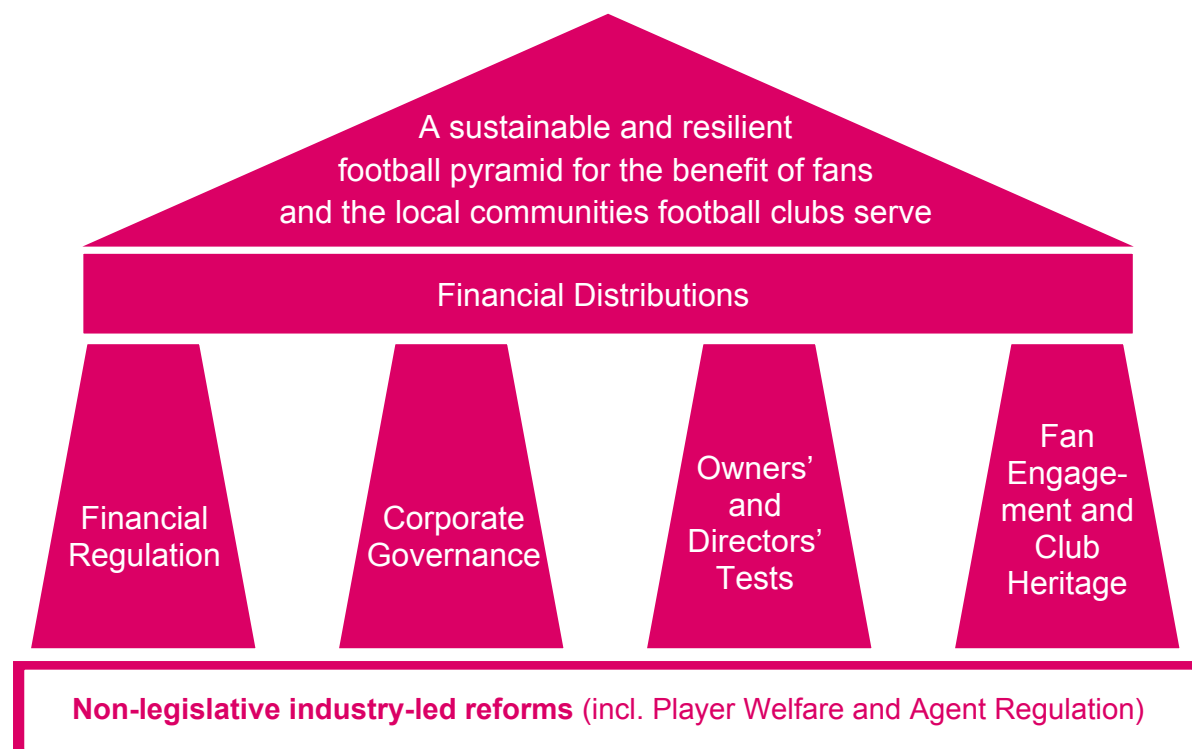 A sustainable and resilient
football pyramid for the benefit of fans
and the local communities football clubs serve
Financial Distributions
Financial
Regulation
Corporate
Governance
Owners’
and
Directors’
Tests
Fan
Engage-
ment and
Club
Heritage
Non-legislative industry-led reforms (incl. Player Welfare and Agent Regulation)